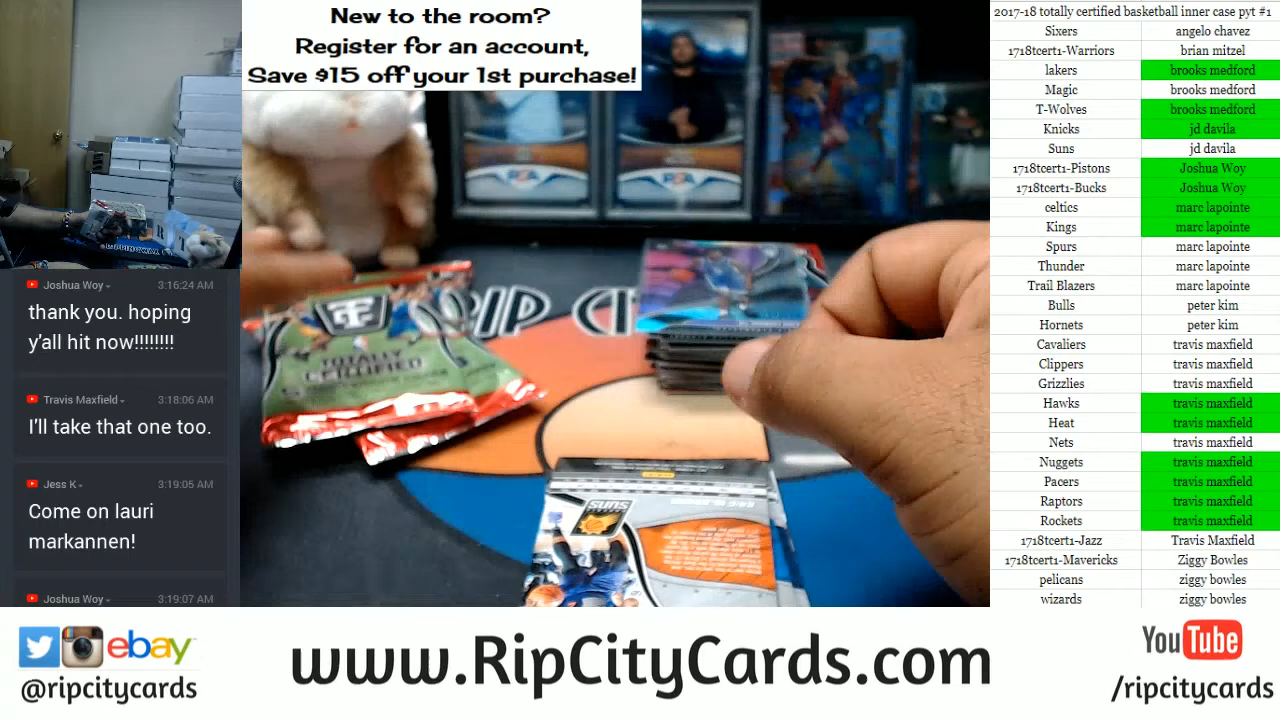 New to the room?
Register for an account,
Save $15 off your 1st purchase!
Joshua Woy 3:16:24 AM
thank you. hoping
y'all hit now!!!!!!!!
Travis Maxfield 3:18:06 AM
I'll take that one too.
Jess K 3:19:05 AM
Come on lauri
markannen!
Joshua Woy 3:19:07 AM
TOTALLY
CERTIFIED
RIP CI
SUNS
2017-18 totally certified basketball inner case pyt #1
Sixers angelo chavez
1718tcert1-Warriors brian mitzel
lakers brooks medford
Magic brooks medford
T-Wolves brooks medford
Knicks jd davila
Suns jd davila
1718tcert1-Pistons Joshua Woy
1718tcert1-Bucks Joshua Woy
celtics marc lapointe
Kings marc lapointe
Spurs marc lapointe
Thunder marc lapointe
Trail Blazers marc lapointe
Bulls peter kim
Hornets peter kim
Cavaliers travis maxfield
Clippers travis maxfield
Grizzlies travis maxfield
Hawks travis maxfield
Heat travis maxfield
Nets travis maxfield
Nuggets travis maxfield
Pacers travis maxfield
Raptors travis maxfield
Rockets travis maxfield
1718tcert1-Jazz Travis Maxfield
1718tcert1-Mavericks Ziggy Bowles
pelicans ziggy bowles
wizards ziggy bowles
ebay
@ripcitycards
www.RipCityCards.com
YouTube
/ripcitycards